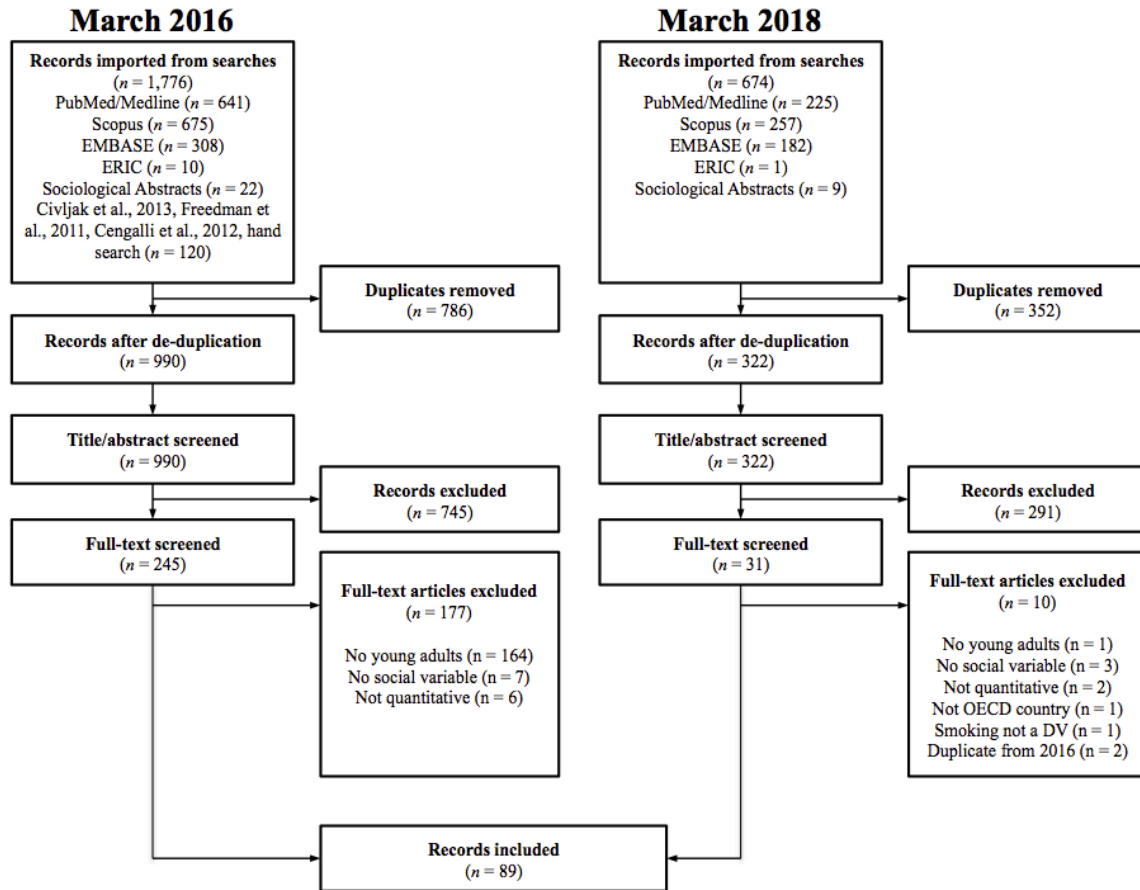 March 2016
Records imported from searches
(n = 1,776)
PubMed/Medline (n = 641)
Scopus (n = 675)
EMBASE (n = 308)
ERIC (n = 10)
Sociological Abstracts (n = 22)
Civljak et al., 2013, Freedman et
al., 2011, Cengalli et al., 2012, hand
search (n = 120)
Duplicates removed
(n = 786)
Records after de-duplication
(n = 990)
Title/abstract screened
(n = 990)
Records excluded
(n = 745)
Full-text screened
(n = 245)
Full-text articles excluded
(n = 177)
No young adults (n = 164)
No social variable (n = 7)
Not quantitative (n = 6)
March 2018
Records imported from searches
(n = 674)
PubMed/Medline (n = 225)
Scopus (n = 257)
EMBASE (n = 182)
ERIC (n = 1)
Sociological Abstracts (n = 9)
Duplicates removed
(n = 352)
Records after de-duplication
(n = 322)
Title/abstract screened
(n = 322)
Records excluded
(n = 291)
Full-text screened
(n = 31)
Full-text articles excluded
(n = 10)
No young adults (n = 1)
No social variable (n = 3)
Not quantitative (n = 2)
Not OECD country (n = 1)
Smoking not a DV (n = 1)
Duplicate from 2016 (n = 2)
Records included
(n = 89)